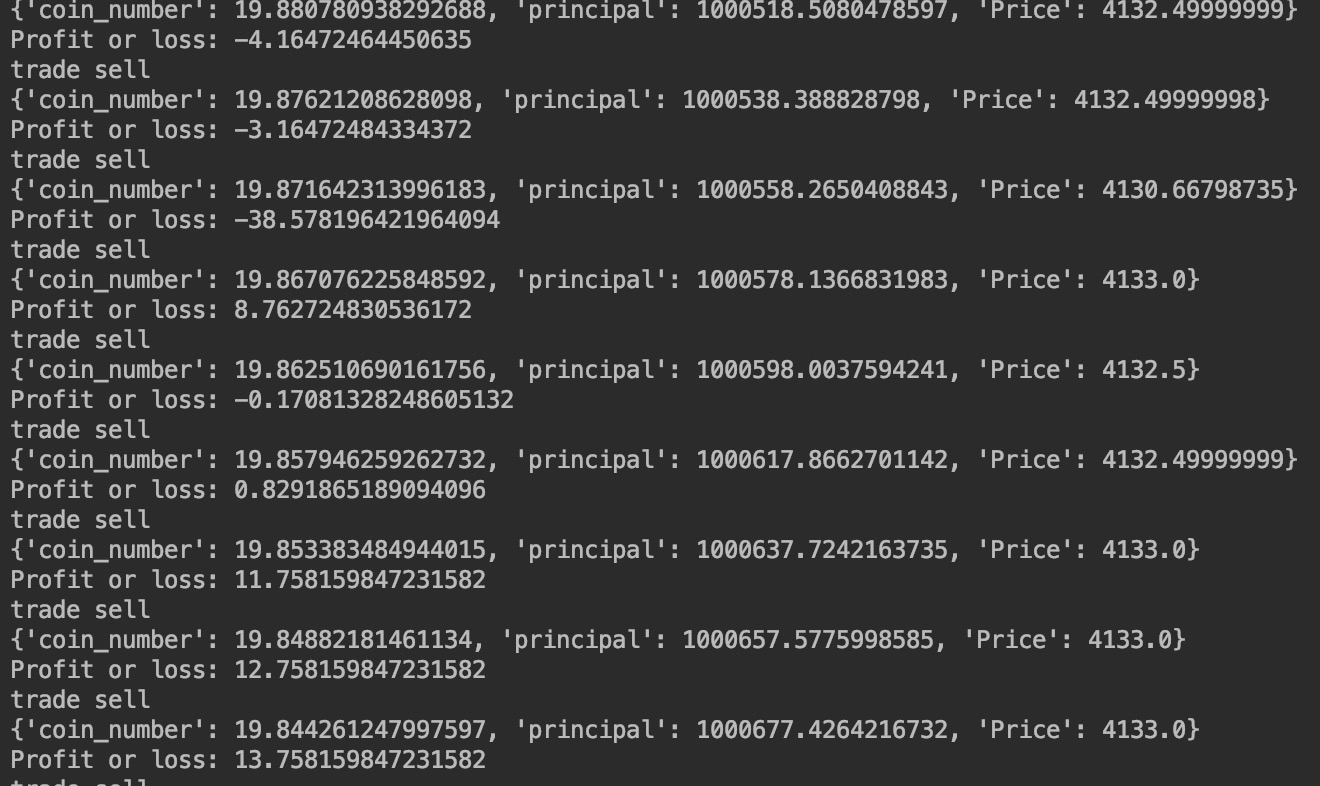 {'coin_number': 19.880780938292688, 'principal': 1000518.5080478597, 'Price': 4132.49999999}
Profit or loss: -4.16472464450635
trade sell
{'coin_number': 19.87621208628098, 'principal': 1000538.388828798, 'Price': 4132.49999998}
Profit or loss: -3.16472484334372
trade sell
{'coin_number': 19.871642313996183, 'principal': 1000558.2650408843, 'Price': 4130.66798735}
Profit or loss: -38.578196421964094
trade sell
{'coin_number': 19.867076225848592, 'principal': 1000578.1366831983, 'Price': 4133.0}
Profit or loss: 8.762724830536172
trade sell
{'coin_number': 19.862510690161756, 'principal': 1000598.0037594241, 'Price': 4132.5}
Profit or loss: -0.17081328248605132
trade sell
{'coin_number': 19.857946259262732, 'principal': 1000617.8662701142, 'Price': 4132.49999999}
Profit or loss: 0.8291865189094096
trade sell
{'coin_number': 19.853383484944015, 'principal': 1000637.7242163735, 'Price': 4133.0}
Profit or loss: 11.758159847231582
trade sell
{'coin_number': 19.84882181461134, 'principal': 1000657.5775998585, 'Price': 4133.0}
Profit or loss: 12.758159847231582
trade sell
{'coin_number': 19.844261247997597, 'principal': 1000677.4264216732, 'Price': 4133.0}
Profit or loss: 13.758159847231582
trade sell